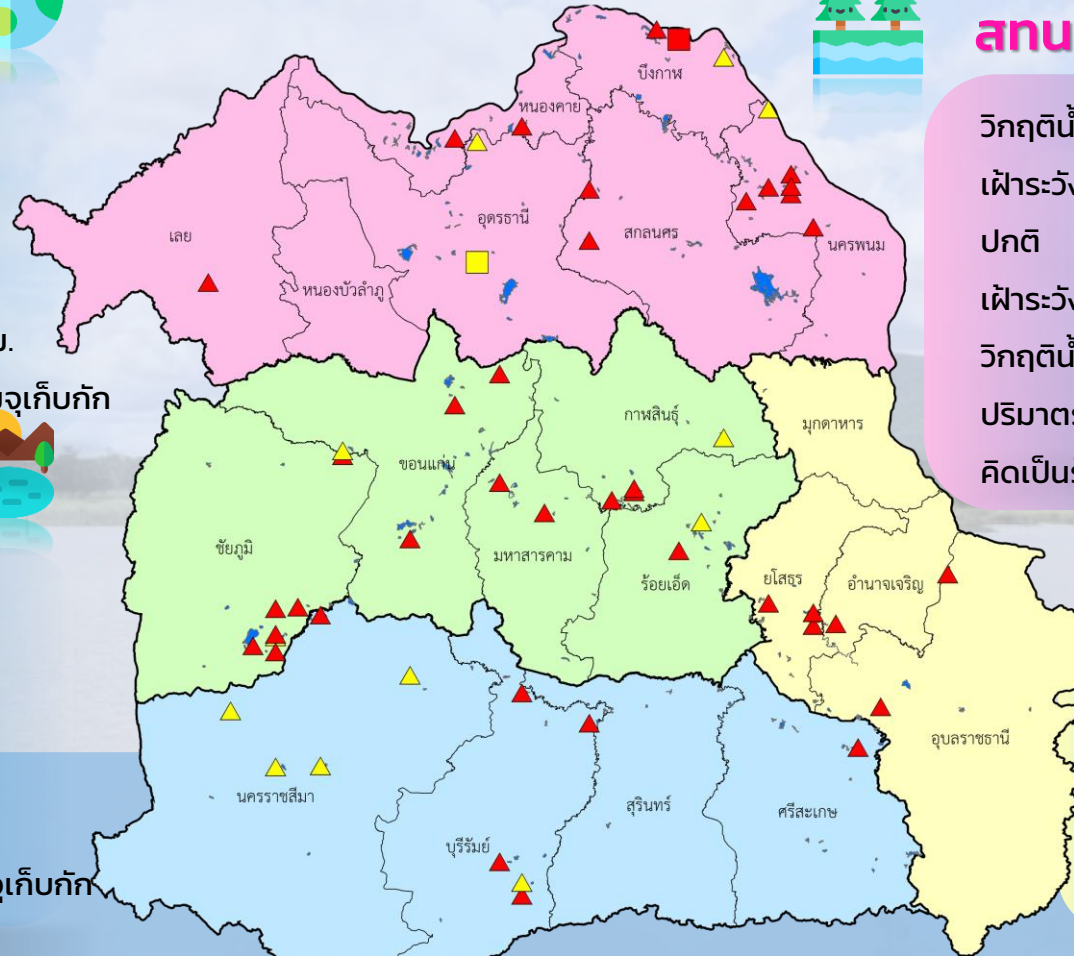 สทน
วิกฤติน้
เฝ้าระวัง
ปกติ
เฝ้าระวัง
วิกฤติน้
ปริมาตร
คิดเป็นร้
ม.
มจุเก็บกัก
จุเก็บกัก
บึงกาฬ
หนองคาย
เลย
อุดรธานี
สกลนคร
นครพนม
หนองบัวลำภู
กาฬสินธุ์
มุกดาหาร
ขอนแก่น
ชัยภูมิ
มหาสารคาม
ร้อยเอ็ด
ยโสธร
อำนาจเจริญ
อุบลราชธานี
นครราชสีมา
สุรินทร์
ศรีสะเกษ
บุรีรัมย์